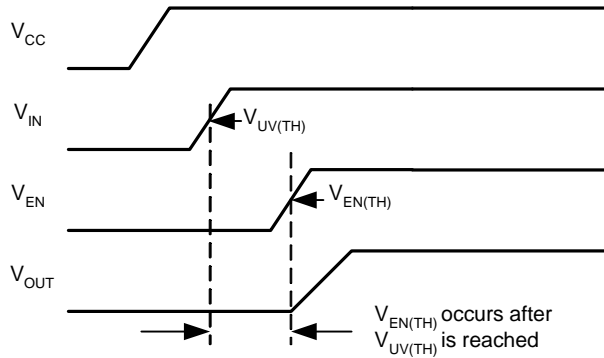 V_CC
V_IN
V_UV(TH)
V_EN
V_EN(TH)
V_OUT
V_EN(TH) occurs after
V_UV(TH) is reached